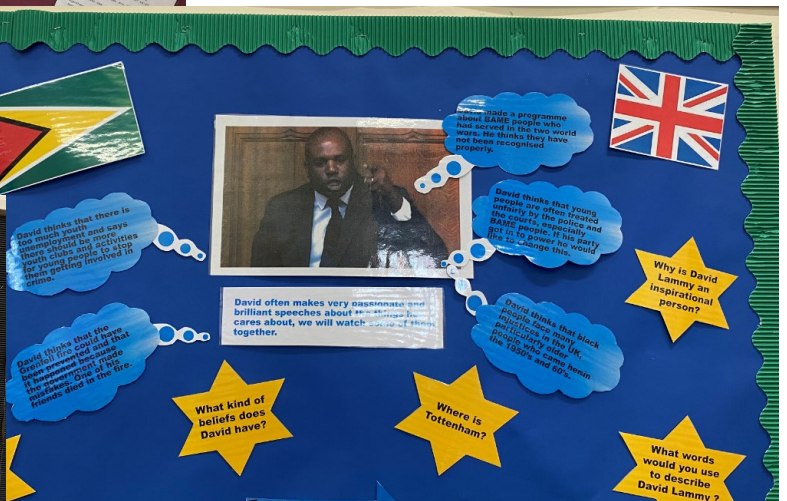 made a programme
about BAME people who
had served in the two world
wars. He thinks they have
not been recognised
properly.
David thinks that there is
too much youth
unemployment and says
there should be more
youth clubs and activities
for young people to stop
them getting involved in
crime.
David thinks that young
people are often treated
unfairly by the police and
the courts, especially
BAME people. If his party
got in to power he would
like to change this.
Why is David
Lammy an
inspirational
person?
David often makes very passionate and
brilliant speeches about the things he
cares about, we will watch some of them
together.
David thinks that the
Grenfell fire could have
been prevented and that
it happened because
the government made
mistakes. One of his
friends died in the fire.
David thinks that black
people face many
injustices in the UK,
particularly older
people who came henin
the 1950's and 60's.
What kind of
beliefs does
David have?
Where is
Tottenham?
What words
would you use
to describe
David Lammy ?